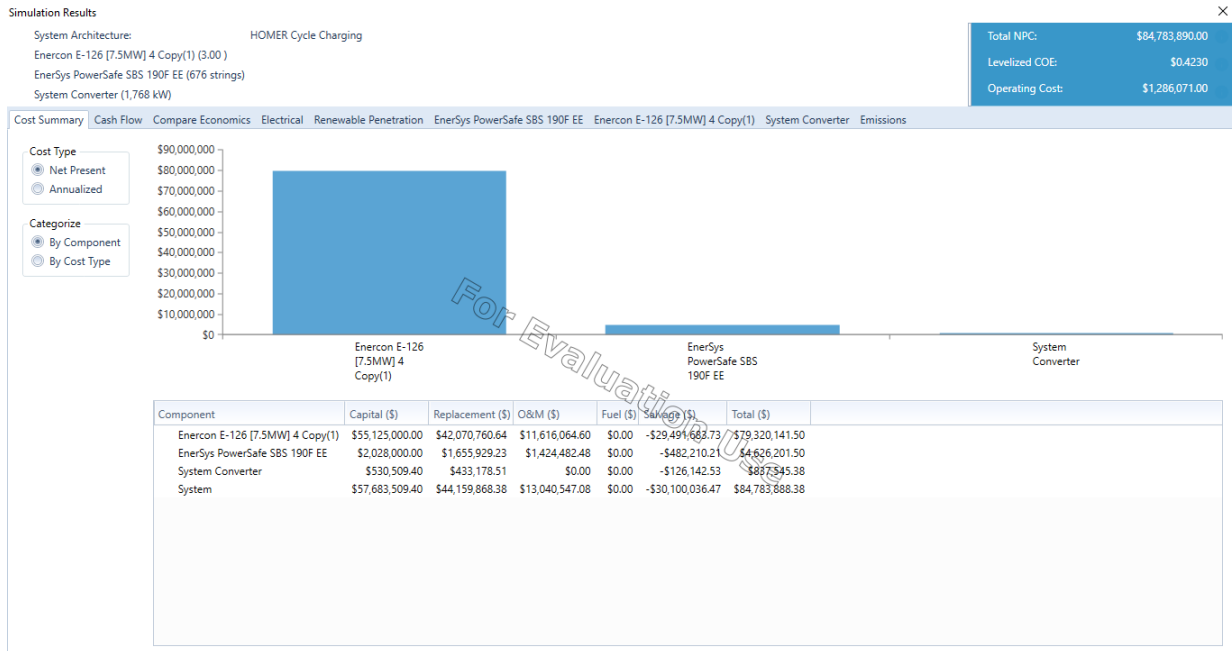 Simulation Results
System Architecture: HOMER Cycle Charging
Enercon E-126 [7.5MW] 4 Copy(1) (3.00 )
EnerSys PowerSafe SBS 190F EE (676 strings)
System Converter (1,768 kW)
Total NPC: $84,783,890.00
Levelized COE: $0.4230
Operating Cost: $1,286,071.00
Cost Summary Cash Flow Compare Economics Electrical Renewable Penetration EnerSys PowerSafe SBS 190F EE Enercon E-126 [7.5MW] 4 Copy(1) System Converter Emissions
Cost Type
Net Present
Annualized
Categorize
By Component
By Cost Type
$90,000,000
$80,000,000
$70,000,000
$60,000,000
$50,000,000
$40,000,000
$30,000,000
$20,000,000
$10,000,000
$0
Enercon E-126
[7.5MW] 4
Copy(1)
EnerSys
PowerSafe SBS
190F EE
System
Converter
For Evaluation Use
Component Capital ($) Replacement ($) O&M ($) Fuel ($) Salvage ($) Total ($)
Enercon E-126 [7.5MW] 4 Copy(1) $55,125,000.00 $42,070,760.64 $11,616,064.60 $0.00 -$29,491,683.73 $79,320,141.50
EnerSys PowerSafe SBS 190F EE $2,028,000.00 $1,655,929.23 $1,424,482.48 $0.00 -$482,210.21 $4,626,201.50
System Converter $530,509.40 $433,178.51 $0.00 $0.00 -$126,142.53 $837,545.38
System $57,683,509.40 $44,159,868.38 $13,040,547.08 $0.00 -$30,100,036.47 $84,783,888.38